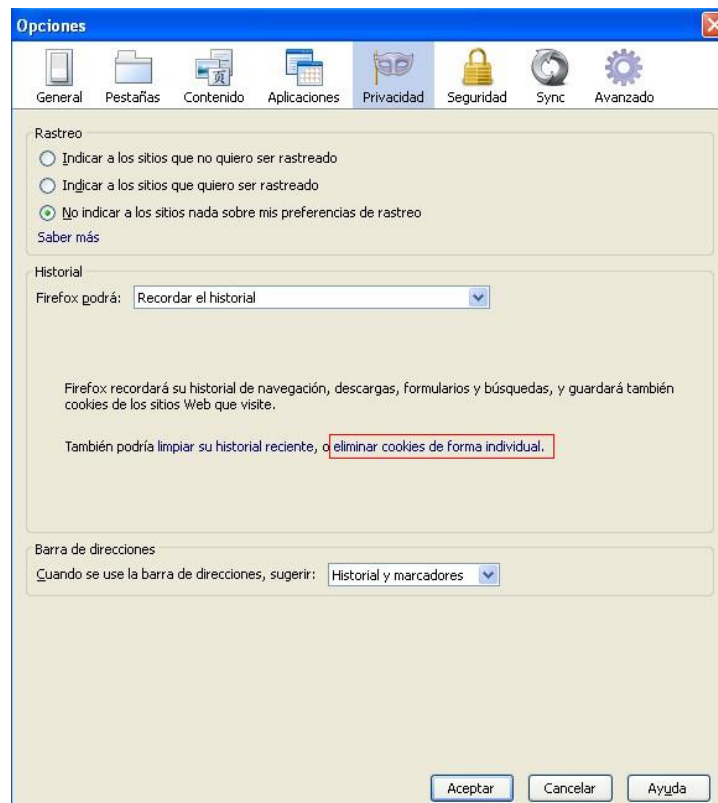 Opciones
General Pestañas Contenido Aplicaciones Privacidad Seguridad Sync Avanzado
Rastreo
Indicar a los sitios que no quiero ser rastreado
Indicar a los sitios que quiero ser rastreado
No indicar a los sitios nada sobre mis preferencias de rastreo
Saber más
Historial
Firefox podrá: Recordar el historial
Firefox recordará su historial de navegación, descargas, formularios y búsquedas, y guardará también
cookies de los sitios Web que visite.
También podría limpiar su historial reciente, o eliminar cookies de forma individual.
Barra de direcciones
Cuando se use la barra de direcciones, sugerir: Historial y marcadores
Aceptar Cancelar Ayuda